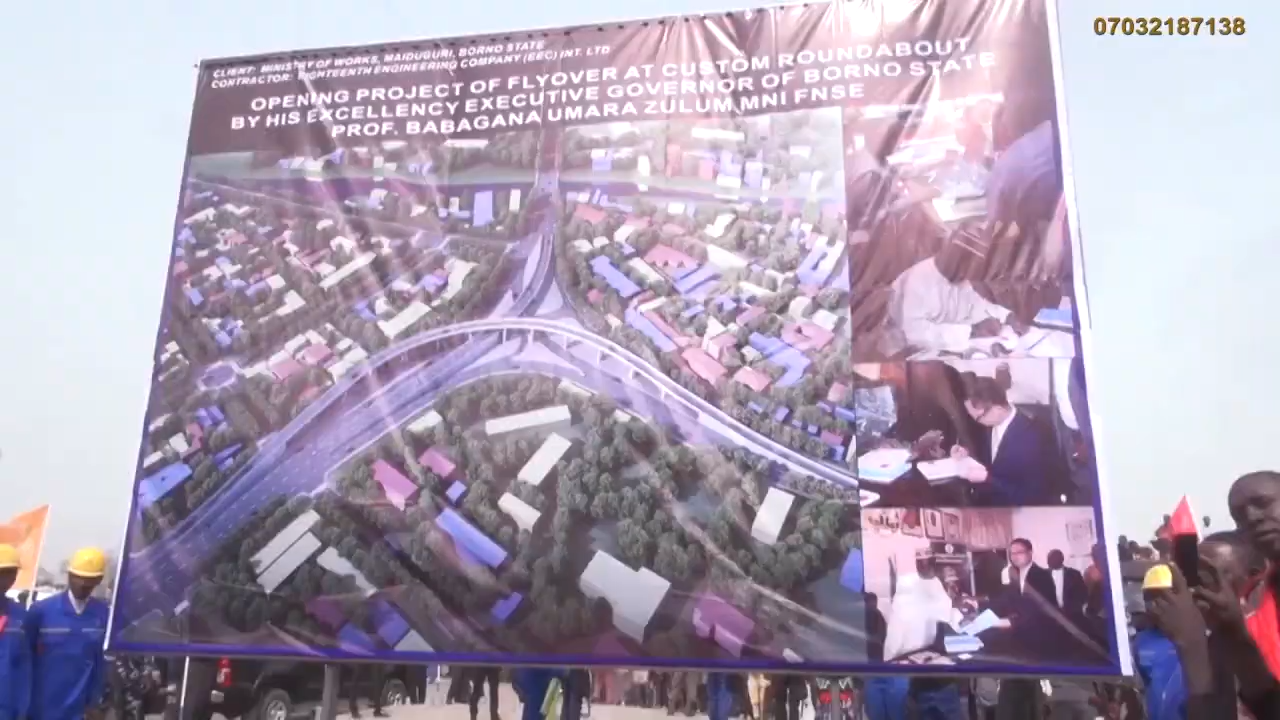 07032187138
CLIENT: MINISTRY OF WORKS, MAIDUGURI, BORNO STATE
CONTRACTOR: EIGHTEENTH ENGINEERING COMPANY (EEC) INT. LTD
OPENING PROJECT OF FLYOVER AT CUSTOM ROUNDABOUT
BY HIS EXCELLENCY EXECUTIVE GOVERNOR OF BORNO STATE
PROF. BABAGANA UMARA ZULUM MNI FNSE